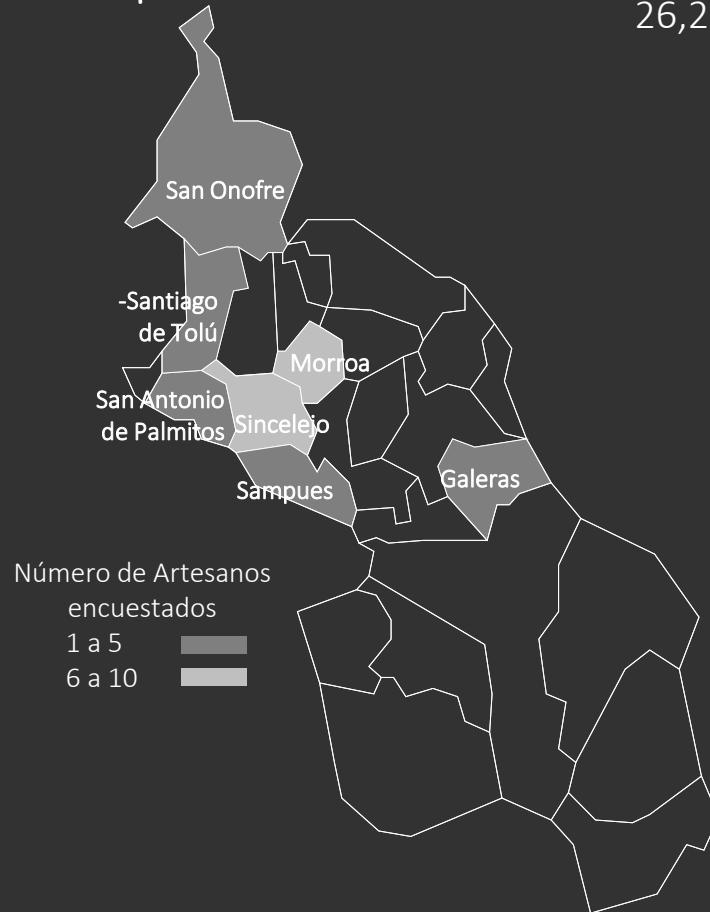 26,2
San Onofre
-Santiago
de Tolú
Morroa
San Antonio
de Palmitos
Sincelejo
Galeras
Sampues
Número de Artesanos
encuestados
1 a 5
6 a 10